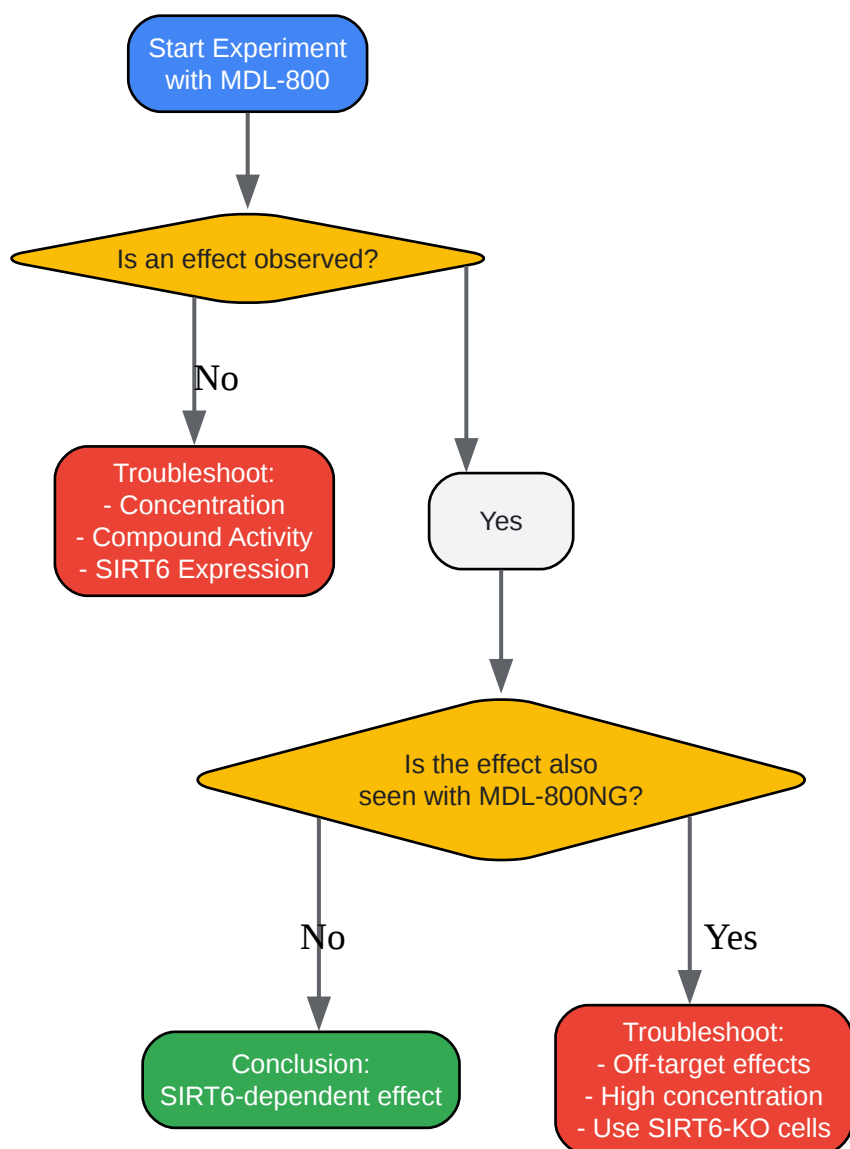 Start Experiment
with MDL-800
Is an effect observed?
No
Troubleshoot:
- Concentration
- Compound Activity
- SIRT6 Expression
Yes
Is the effect also
seen with MDL-800NG?
No
Yes
Conclusion:
SIRT6-dependent effect
Troubleshoot:
- Off-target effects
- High concentration
- Use SIRT6-KO cells